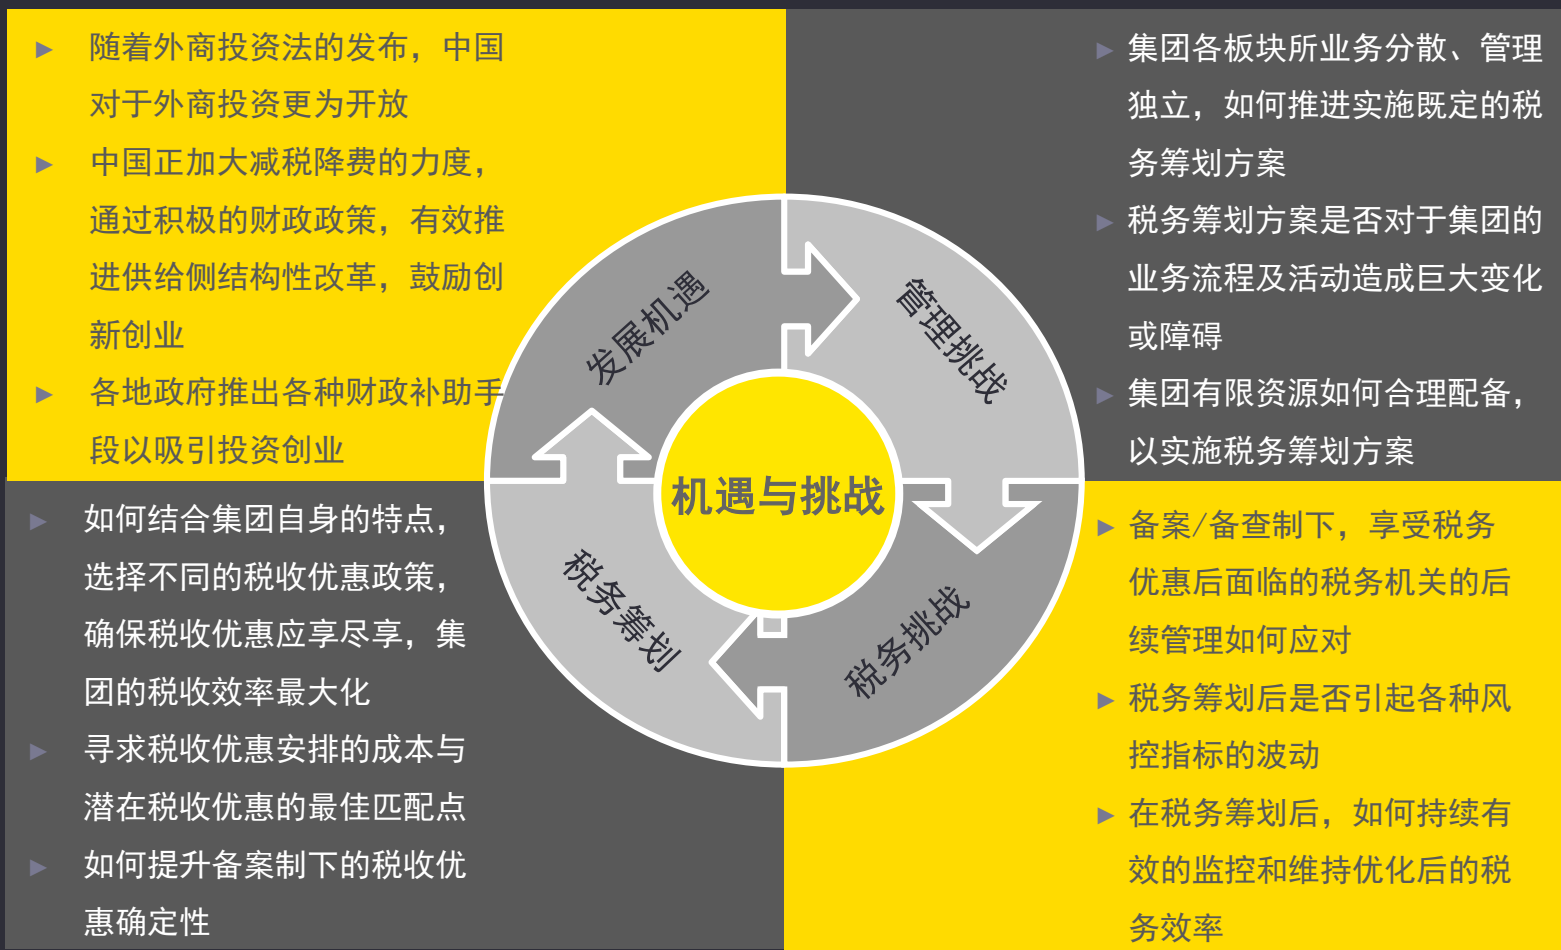 随着外商投资法的发布，中国
对于外商投资更为开放
中国正加大减税降费的力度，
通过积极的财政政策，有效推
进供给侧结构性改革，鼓励创
新创业
各地政府推出各种财政补助手
段以吸引投资创业
集团各板块所业务分散、管理
独立，如何推进实施既定的税
务筹划方案
税务筹划方案是否对于集团的
业务流程及活动造成巨大变化
或障碍
集团有限资源如何合理配备，
以实施税务筹划方案
发展机遇
管理挑战
机遇与挑战
税务筹划
税务挑战
如何结合集团自身的特点，
选择不同的税收优惠政策，
确保税收优惠应享尽享，集
团的税收效率最大化
寻求税收优惠安排的成本与
潜在税收优惠的最佳匹配点
如何提升备案制下的税收优
惠确定性
备案/备查制下，享受税务
优惠后面临的税务机关的后
续管理如何应对
税务筹划后是否引起各种风
控指标的波动
在税务筹划后，如何持续有
效的监控和维持优化后的税
务效率